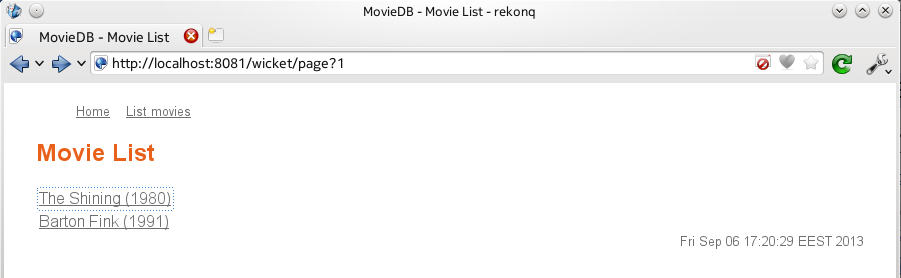 MovieDB - Movie List - rekonq
MovieDB - Movie List
http://localhost:8081/wicket/page?1
Home List movies
Movie List
The Shining (1980)
Barton Fink (1991)
Fri Sep 06 17:20:29 EEST 2013